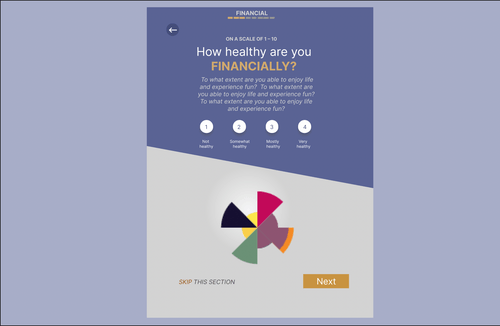 FINANCIAL
ON A SCALE OF 1 – 10
How healthy are you
FINANCIALLY?
To what extent are you able to enjoy life
and experience fun? To what extent are
you able to enjoy life and experience fun?
To what extent are you able to enjoy life
and experience fun?
1 2 3 4
Not healthy Somewhat healthy Mostly healthy Very healthy
SKIP THIS SECTION
Next